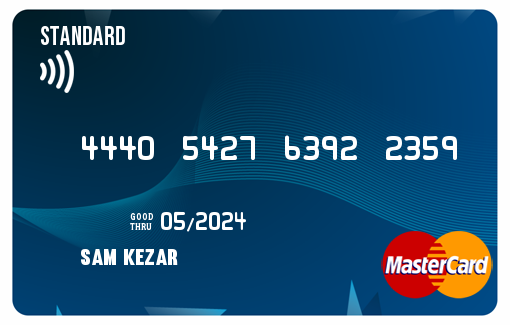 STANDARD
4440 5427 6392 2359
GOOD THRU 05/2024
SAM KEZAR
MasterCard